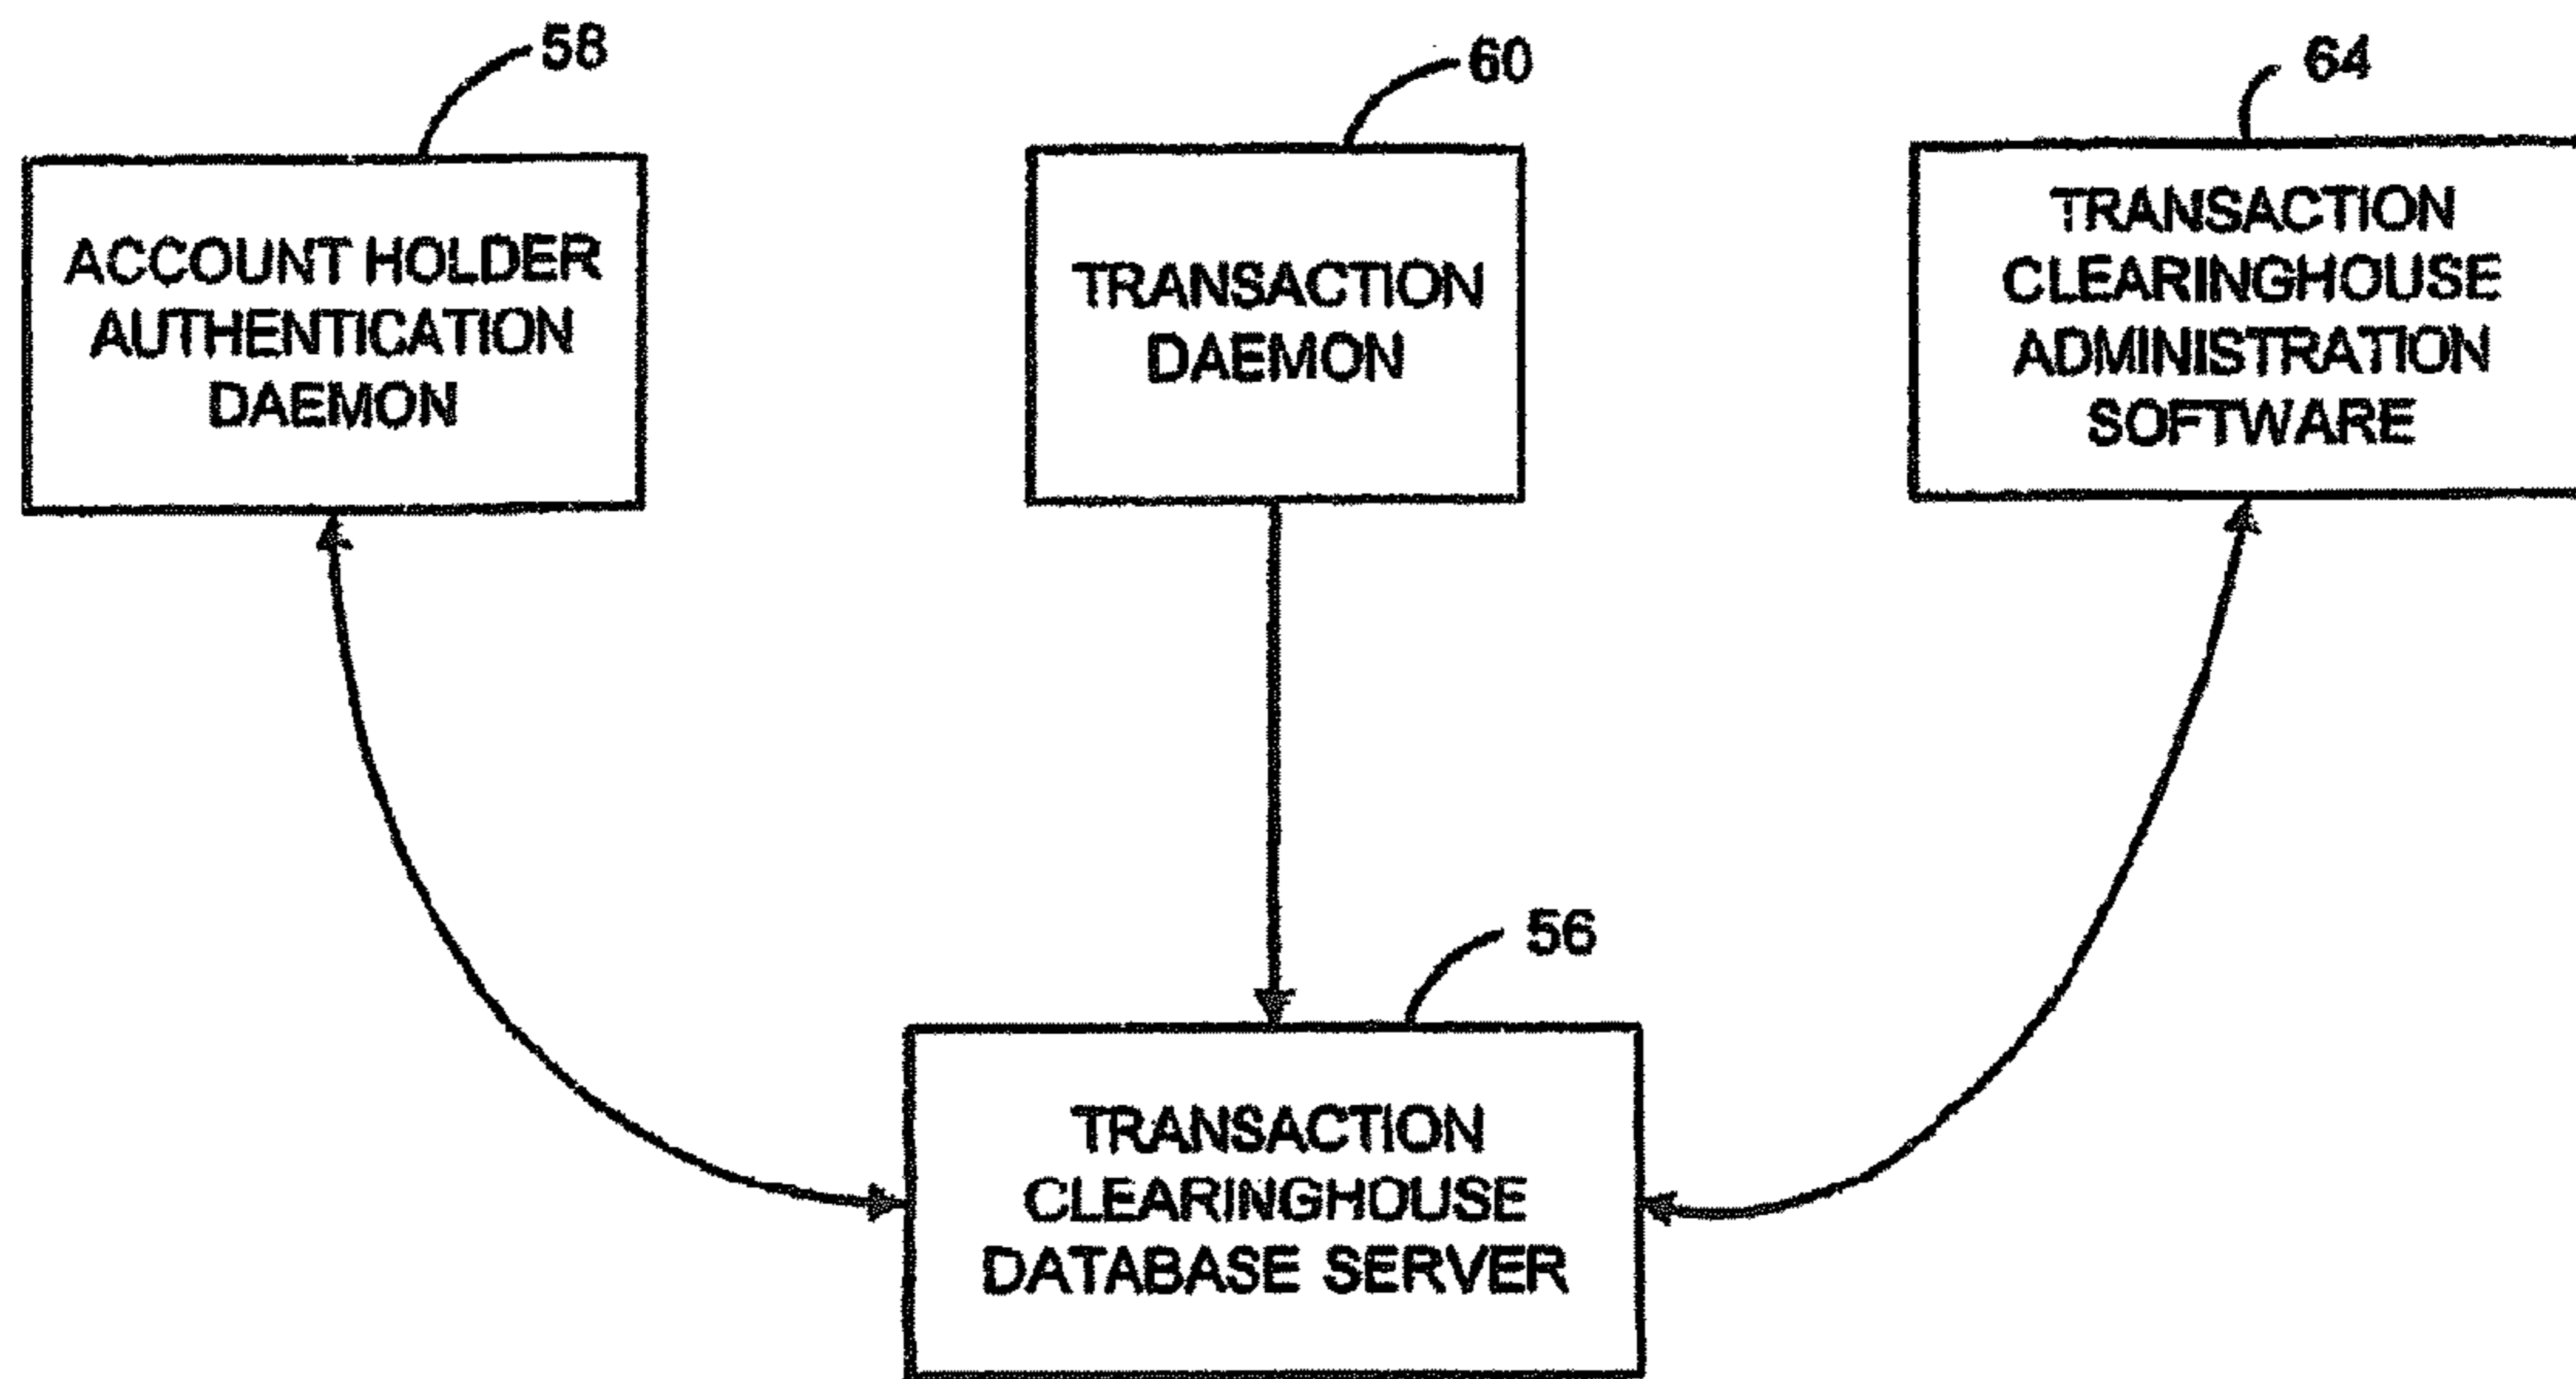 58
60
64
ACCOUNT HOLDER
AUTHENTICATION
DAEMON
TRANSACTION
DAEMON
TRANSACTION
CLEARINGHOUSE
ADMINISTRATION
SOFTWARE
56
TRANSACTION
CLEARINGHOUSE
DATABASE SERVER